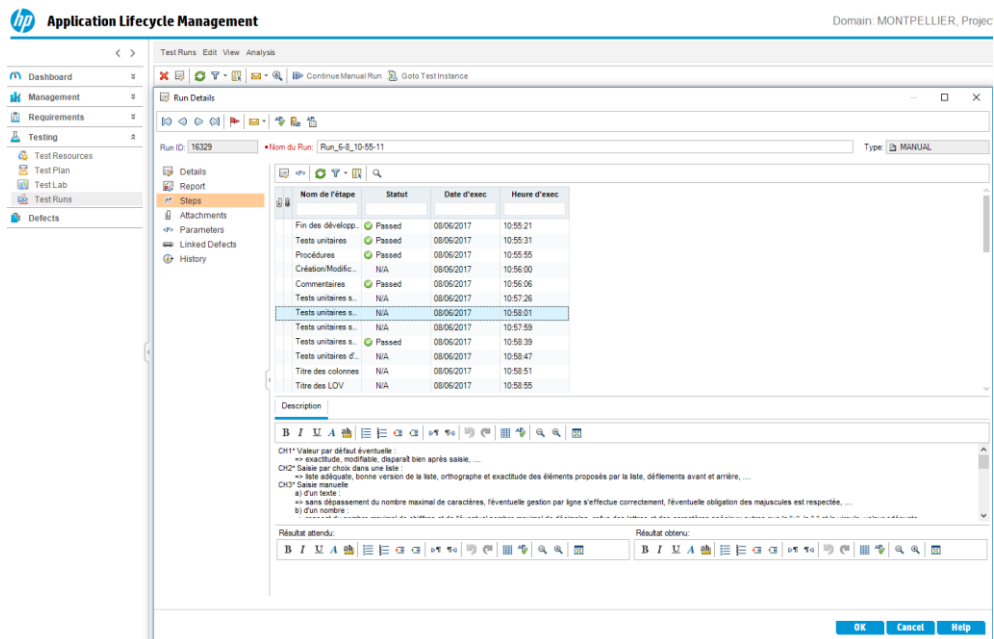 hp Application Lifecycle Management
Domain: MONTPELLIER, Projec
Test Runs Edit View Analysis
Dashboard
Management
Requirements
Testing
Test Resources
Test Plan
Test Lab
Test Runs
Defects
Continue Manual Run Goto Test Instance
Run Details
Run ID: 16329 *Nom du Run: Run_6-8_10-55-11 Type: MANUAL
Details
Report
Steps
Attachments
Parameters
Linked Defects
History
Nom de l'étape Statut Date d'exec Heure d'exec
Fin des développ.. Passed 08/06/2017 10:55:21
Tests unitaires Passed 08/06/2017 10:55:31
Procédures Passed 08/06/2017 10:55:55
Création/Modific... N/A 08/06/2017 10:56:00
Commentaires Passed 08/06/2017 10:56:06
Tests unitaires s.. N/A 08/06/2017 10:57:26
Tests unitaires s.. N/A 08/06/2017 10:58:01
Tests unitaires s.. N/A 08/06/2017 10:57:59
Tests unitaires s.. Passed 08/06/2017 10:58:39
Tests unitaires d'.. N/A 08/06/2017 10:58:47
Titre des colonnes N/A 08/06/2017 10:58:51
Titre des LOV N/A 08/06/2017 10:58:55
Description
CH1* Valeur par défaut éventuelle :
=> exactitude, modifiable, disparaît bien après saisie, ....
CH2* Saisie par choix dans une liste :
=> liste adéquate, bonne version de la liste, orthographe et exactitude des éléments proposés par la liste, défilements avant et arrière, ....
CH3* Saisie manuelle
a) d'un texte :
=> sans dépassement du nombre maximal de caractères, l'éventuelle gestion par ligne s'effectue correctement, l'éventuelle obligation des majuscules est respectée, ....
b) d'un nombre :
Résultat attendu: Résultat obtenu:
OK Cancel Help